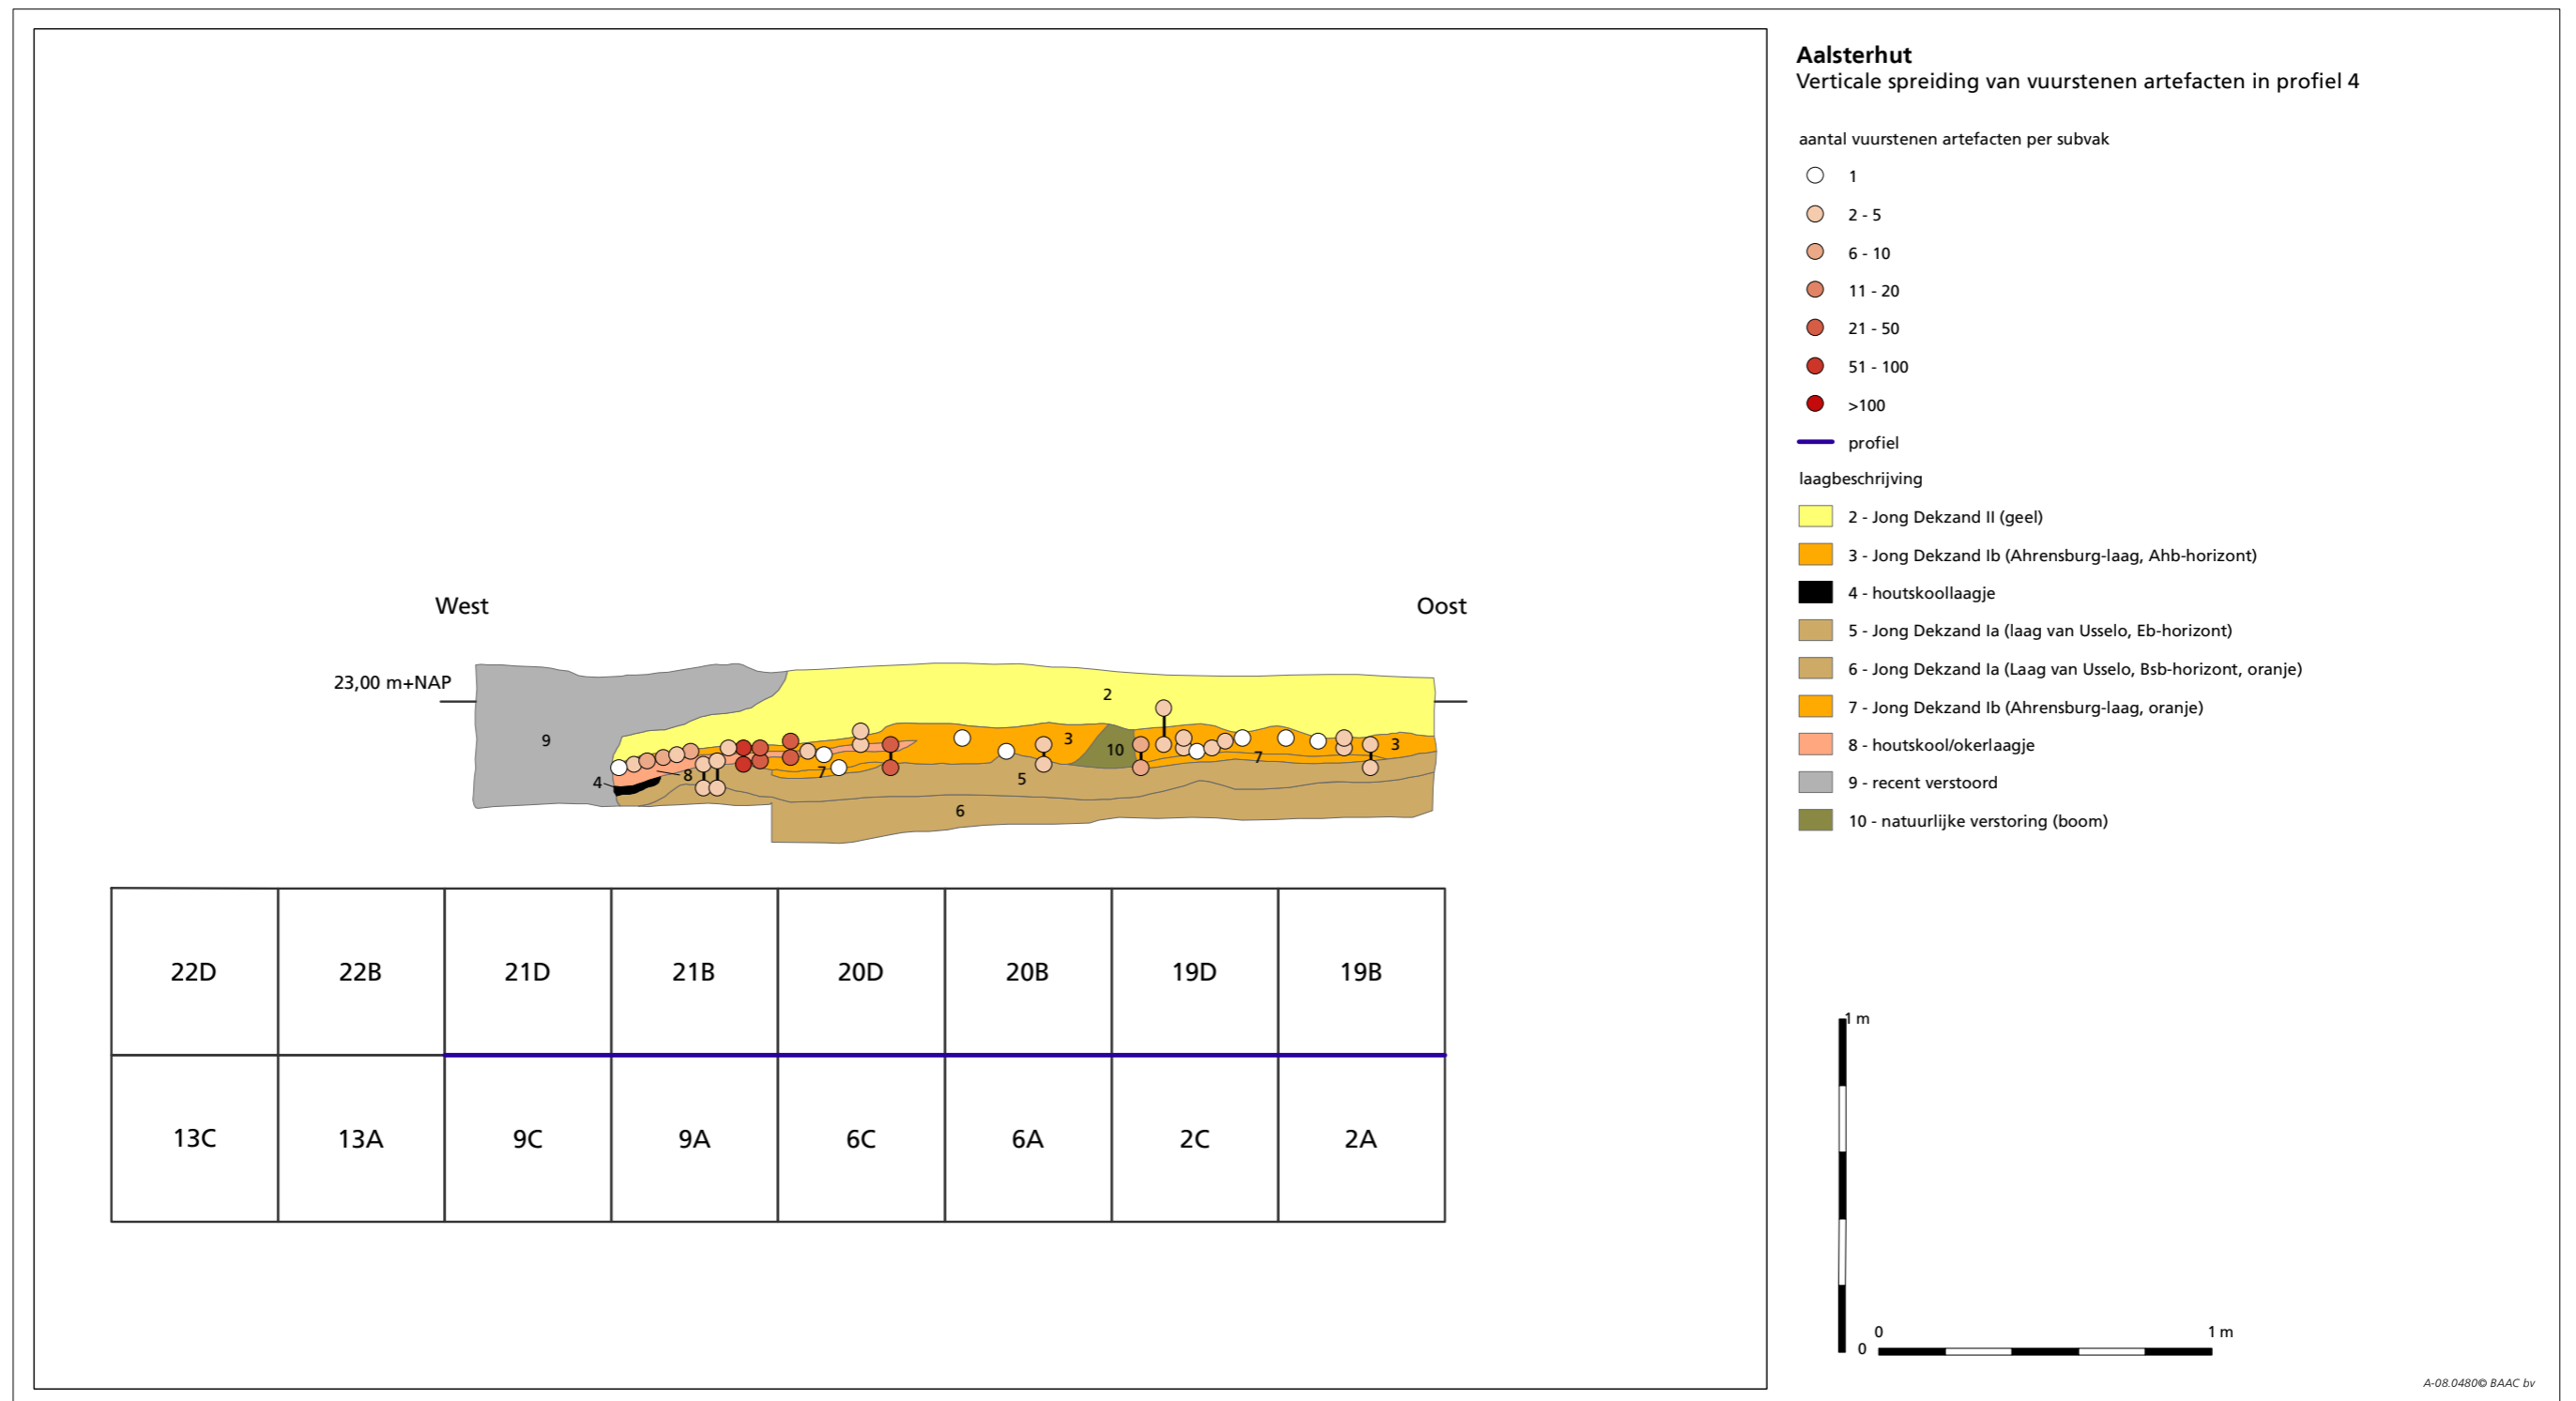 Aalsterhut
Verticale spreiding van vuurstenen artefacten in profiel 4
aantal vuurstenen artefacten per subvak
1
2 - 5
6 - 10
11 - 20
21 - 50
51 - 100
>100
profiel
laagbeschrijving
2 - Jong Dekzand II (geel)
3 - Jong Dekzand Ib (Ahrensburg-laag, Ahb-horizont)
4 - houtskoollaagje
5 - Jong Dekzand Ia (laag van Usselo, Eb-horizont)
6 - Jong Dekzand Ia (Laag van Usselo, Bsb-horizont, oranje)
7 - Jong Dekzand Ib (Ahrensburg-laag, oranje)
8 - houtskool/okerlaagje
9 - recent verstoord
10 - natuurlijke verstoring (boom)
West
Oost
23,00 m+NAP
2
9
3
10
3
7
4
8
7
5
6
22D
22B
21D
21B
20D
20B
19D
19B
13C
13A
9C
9A
6C
6A
2C
2A
1 m
0
0
1 m
A-08.0480© BAAC bv